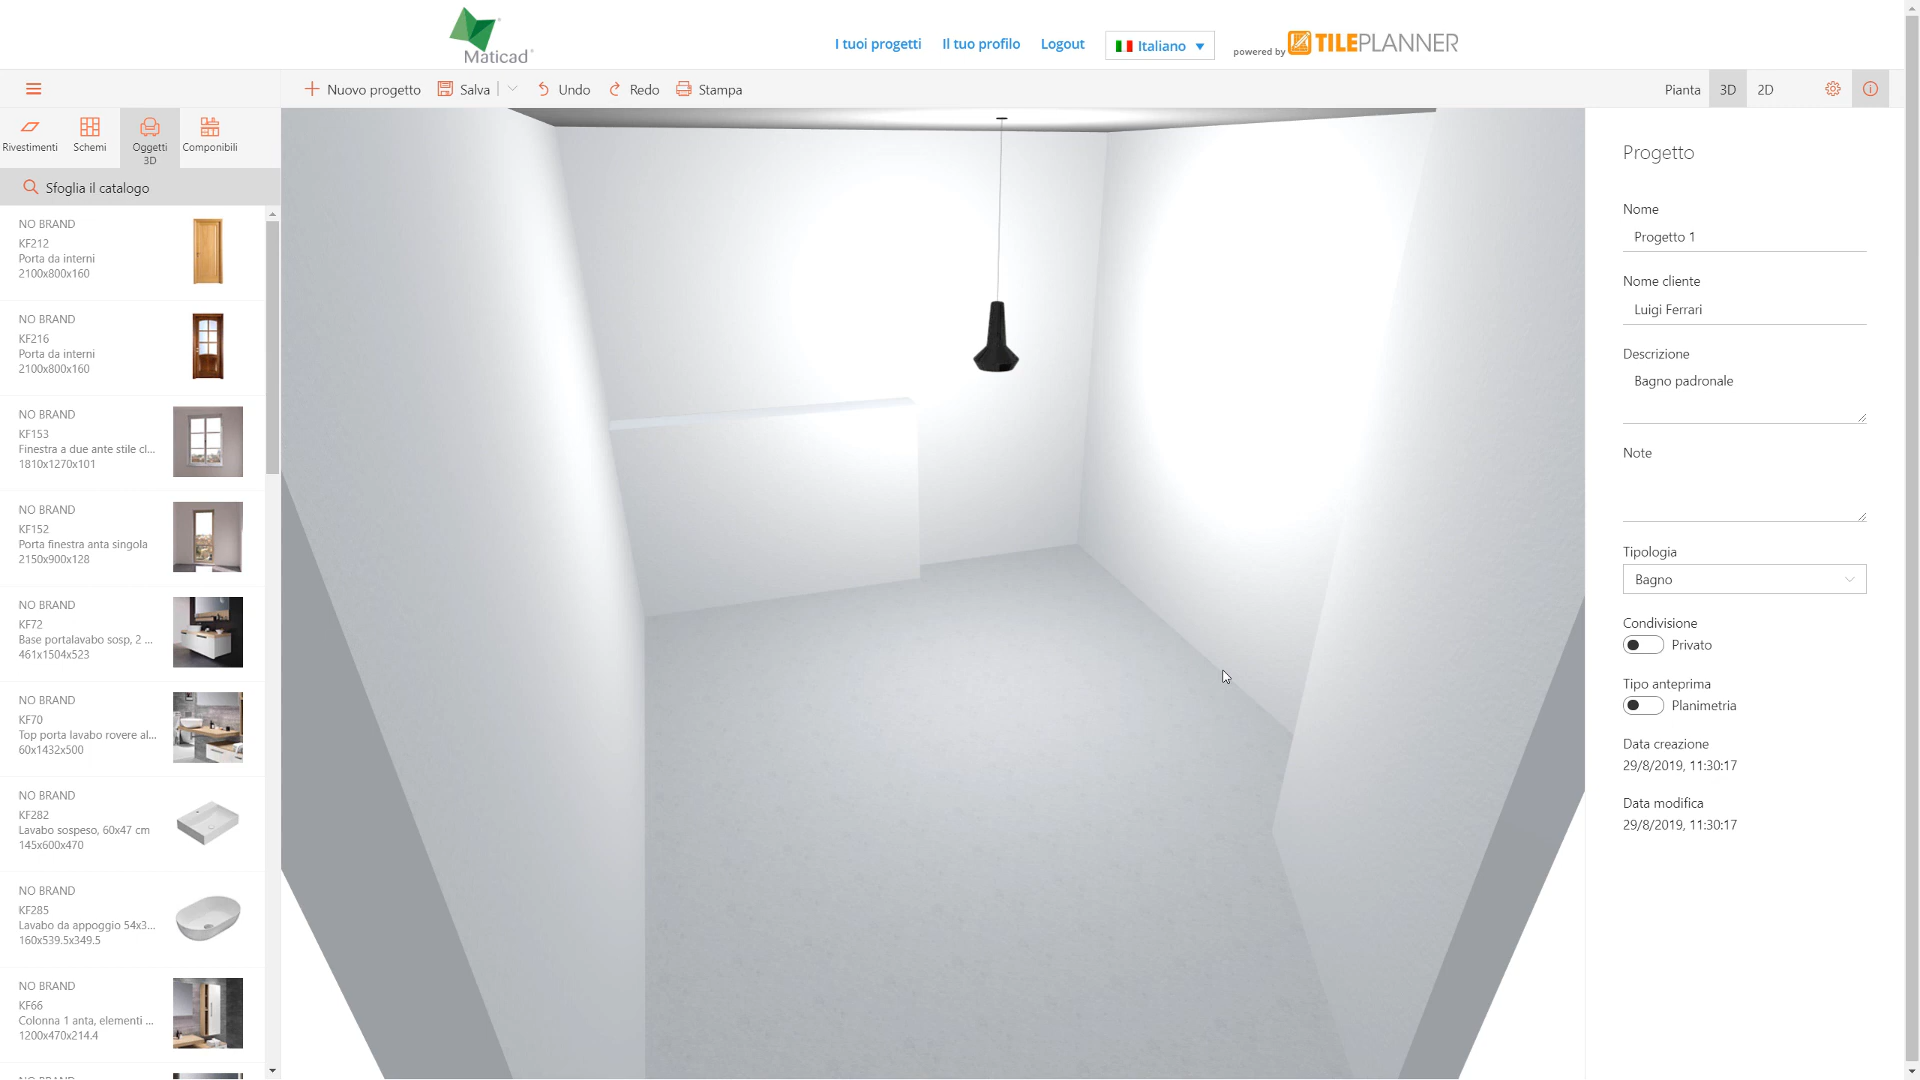 Maticad
I tuoi progetti
Il tuo profilo
Logout
Italiano
powered by TILEPLANNER
Nuovo progetto
Salva
Undo
Redo
Stampa
Pianta
3D
2D
Rivestimenti
Schemi
Oggetti
3D
Componibili
Sfoglia il catalogo
NO BRAND
KF212
Porta da interni
2100x800x160
NO BRAND
KF216
Porta da interni
2100x800x160
NO BRAND
KF153
Finestra a due ante stile cl...
1810x1270x101
NO BRAND
KF152
Porta finestra anta singola
2150x900x128
NO BRAND
KF72
Base portalavabo sosp, 2 ...
461x1504x523
NO BRAND
KF70
Top porta lavabo rovere al...
60x1432x500
NO BRAND
KF282
Lavabo sospeso, 60x47 cm
145x600x470
NO BRAND
KF285
Lavabo da appoggio 54x3...
160x539.5x349.5
NO BRAND
KF66
Colonna 1 anta, elementi ...
1200x470x214.4
Progetto
Nome
Progetto 1
Nome cliente
Luigi Ferrari
Descrizione
Bagno padronale
Note
Tipologia
Bagno
Condivisione
Privato
Tipo anteprima
Planimetria
Data creazione
29/8/2019, 11:30:17
Data modifica
29/8/2019, 11:30:17